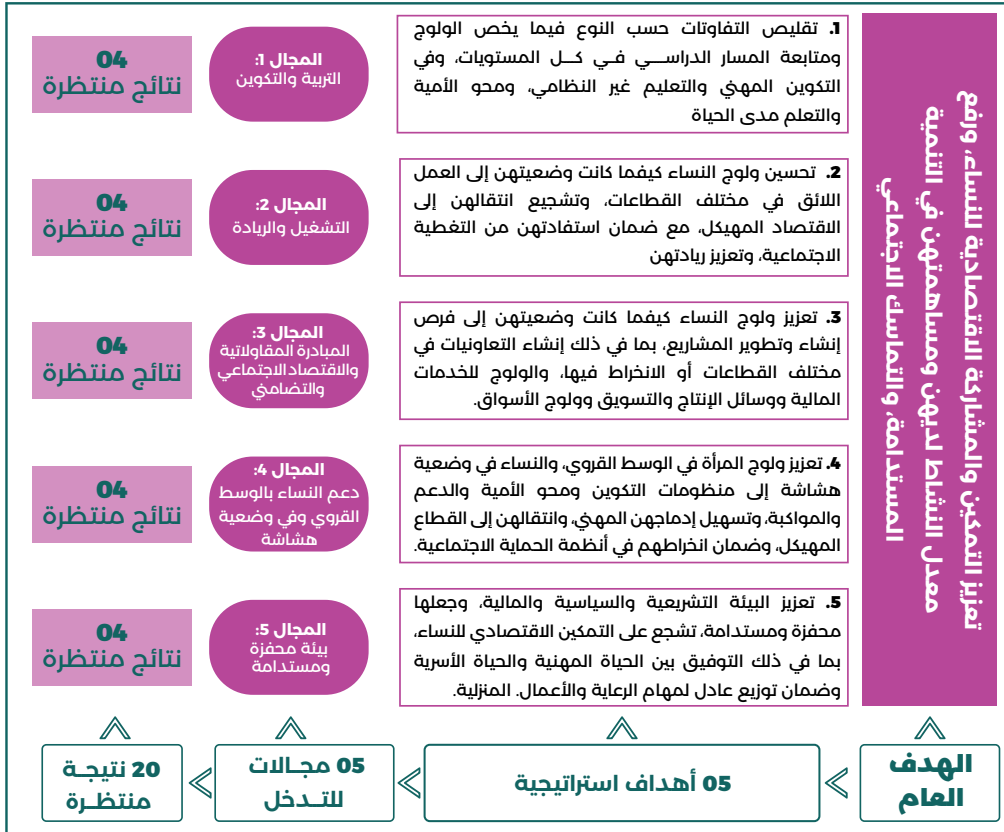 تعزيز التمكين والمشاركة الاقتصادية للنساء، ورفع
معدل النشاط لديهن ومساهمتهن في التنمية
المستدامة، والتماسك الاجتماعي
1. تقليص التفاوتات حسب النوع فيما يخص الولوج
ومتابعة المسار الدراســـي فـــي كـــل المستويات، وفي
التكوين المهني والتعليم غير النظامي، ومحو الأمية
والتعلم مدى الحياة
المجال 1:
التربية والتكوين
04
نتائج منتظرة
2. تحسين ولوج النساء كيفما كانت وضعيتهن إلى العمل
اللائق في مختلف القطاعات، وتشجيع انتقالهن إلى
الاقتصاد المهيكل، مع ضمان استفادتهن من التغطية
الاجتماعية، وتعزيز ريادتهن
المجال 2:
التشغيل والريادة
04
نتائج منتظرة
3. تعزيز ولوج النساء كيفما كانت وضعيتهن إلى فرص
إنشاء وتطوير المشاريع، بما في ذلك إنشاء التعاونيات في
مختلف القطاعات أو الانخراط فيها، والولوج للخدمات
المالية ووسائل الإنتاج والتسويق وولوج الأسواق.
المجال 3:
المبادرة المقاولاتية
والاقتصاد الاجتماعي
والتضامني
04
نتائج منتظرة
4. تعزيز ولوج المرأة في الوسط القروي، والنساء في وضعية
هشاشة إلى منظومات التكوين ومحو الأمية والدعم
والمواكبة، وتسهيل إدماجهن المهني، وانتقالهن إلى القطاع
المهيكل، وضمان انخراطهم في أنظمة الحماية الاجتماعية.
المجال 4:
دعم النساء بالوسط
القروي وفي وضعية
هشاشة
04
نتائج منتظرة
5. تعزيز البيئة التشريعية والسياسية والمالية، وجعلها
محفزة ومستدامة، تشجع على التمكين الاقتصادي للنساء،
بما في ذلك التوفيق بين الحياة المهنية والحياة الأسرية
وضمان توزيع عادل لمهام الرعاية والأعمال. المنزلية.
المجال 5:
بيئة محفزة
ومستدامة
04
نتائج منتظرة
الهدف
العام
05 أهداف استراتيجية
05 مجــالات
للتــدخل
20 نتيجــة
منتظــرة